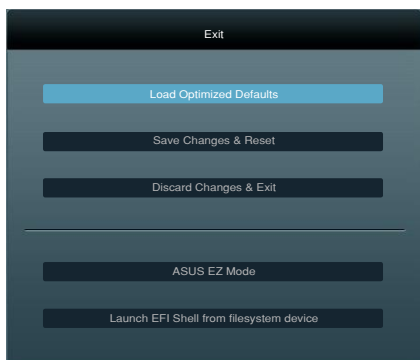 Exit
Load Optimized Defaults
Save Changes & Reset
Discard Changes & Exit
ASUS EZ Mode
Launch EFI Shell from filesystem device